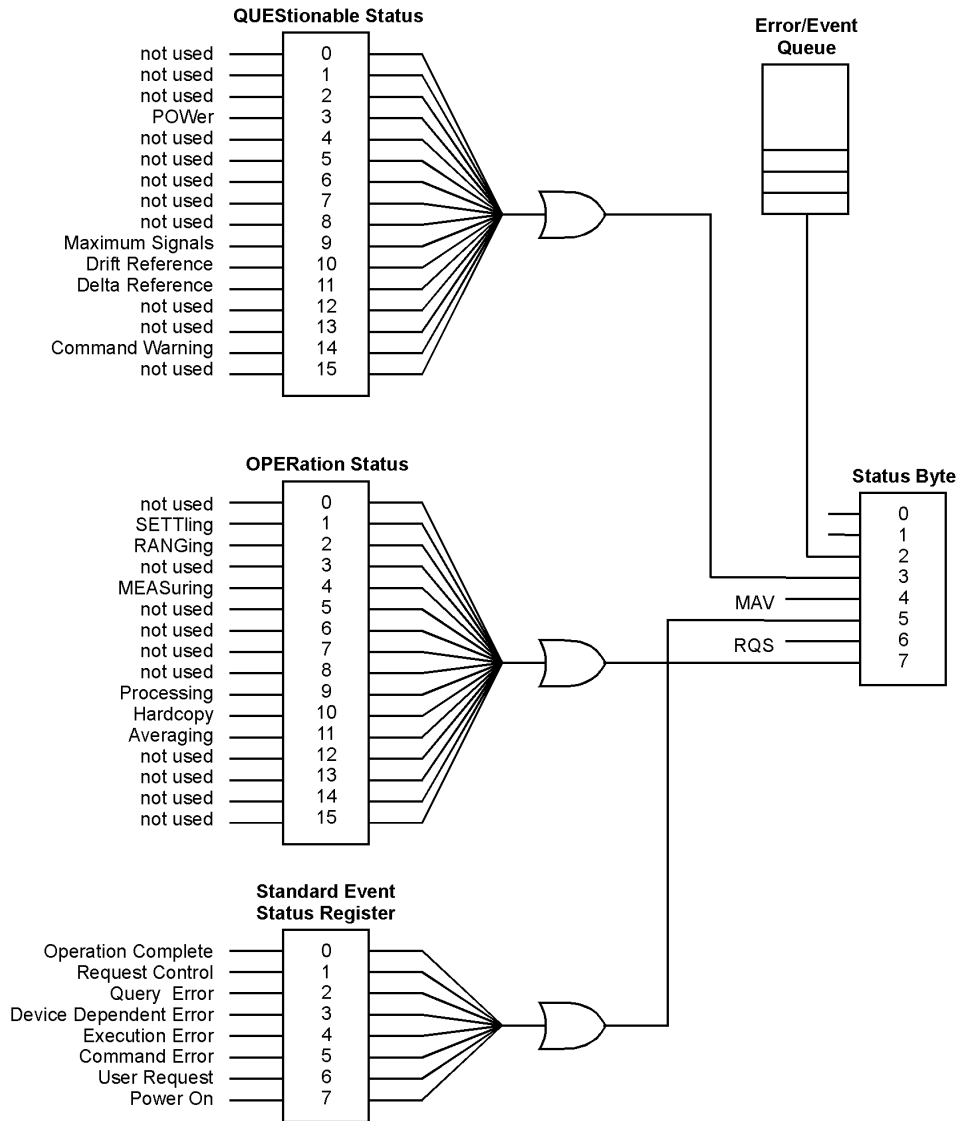 QUEStionable Status
not used 0
not used 1
not used 2
POWer 3
not used 4
not used 5
not used 6
not used 7
not used 8
Maximum Signals 9
Drift Reference 10
Delta Reference 11
not used 12
not used 13
Command Warning 14
not used 15
Error/Event
Queue
OPERation Status
not used 0
SETTling 1
RANGing 2
not used 3
MEASuring 4
not used 5
not used 6
not used 7
not used 8
Processing 9
Hardcopy 10
Averaging 11
not used 12
not used 13
not used 14
not used 15
Status Byte
0
1
2
3
MAV 4
5
RQS 6
7
Standard Event
Status Register
Operation Complete 0
Request Control 1
Query Error 2
Device Dependent Error 3
Execution Error 4
Command Error 5
User Request 6
Power On 7